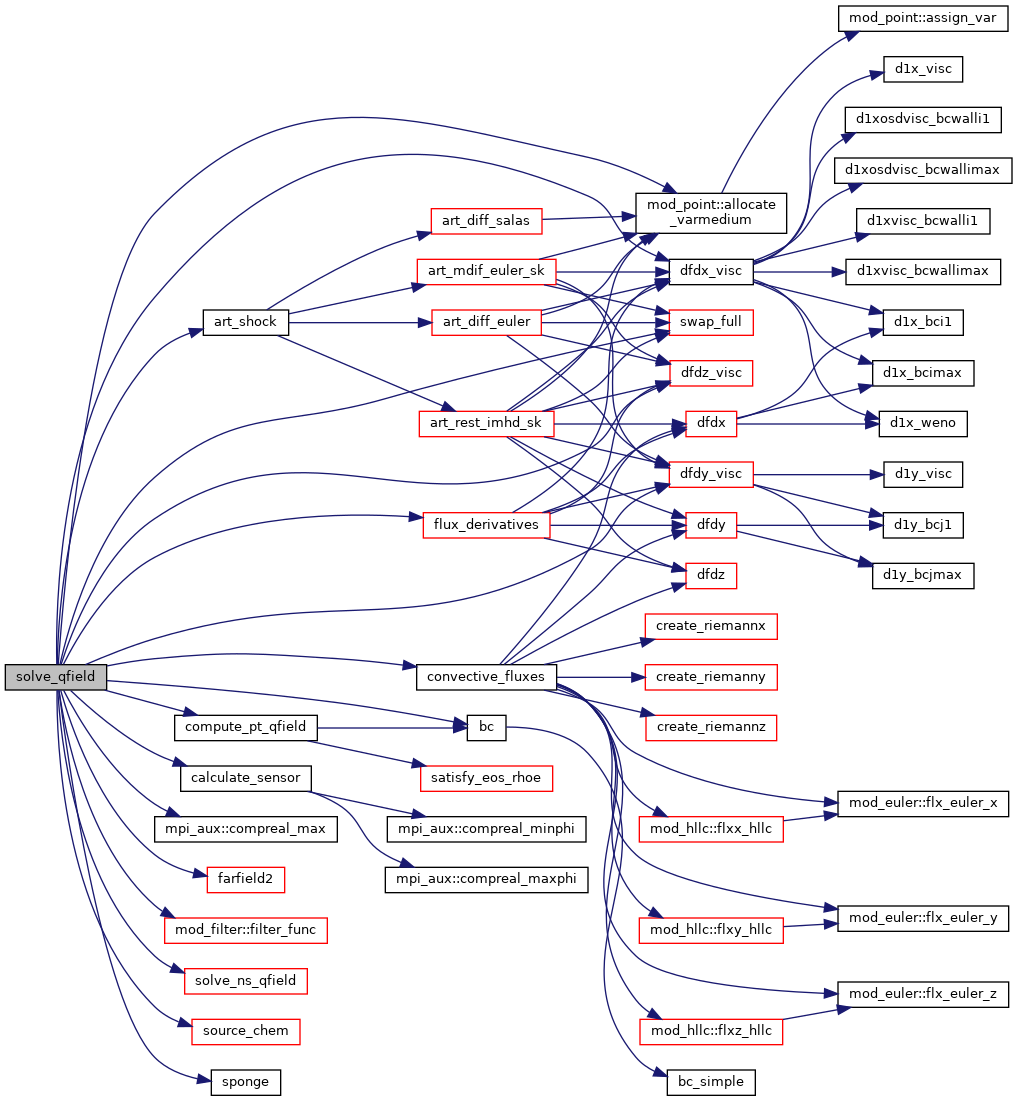 mod_point::assign_var
d1x_visc
d1xosdvisc_bcwalli1
d1xosdvisc_bcwallimax
mod_point::allocate
_varmedium
art_diff_salas
d1xvisc_bcwalli1
art_mdif_euler_sk
dfdx_visc
d1xvisc_bcwallimax
art_shock
art_diff_euler
swap_full
d1x_bci1
dfdz_visc
d1x_bcimax
art_rest_imhd_sk
dfdx
d1x_weno
dfdy_visc
d1y_visc
flux_derivatives
dfdy
d1y_bcj1
dfdz
d1y_bcjmax
create_riemannx
solve_qfield
convective_fluxes
create_riemanny
compute_pt_qfield
bc
create_riemannz
calculate_sensor
satisfy_eos_rhoe
mod_euler::flx_euler_x
mpi_aux::compreal_max
mpi_aux::compreal_minphi
mod_hllc::flxx_hllc
farfield2
mpi_aux::compreal_maxphi
mod_filter::filter_func
mod_hllc::flxy_hllc
mod_euler::flx_euler_y
solve_ns_qfield
mod_euler::flx_euler_z
source_chem
mod_hllc::flxz_hllc
sponge
bc_simple